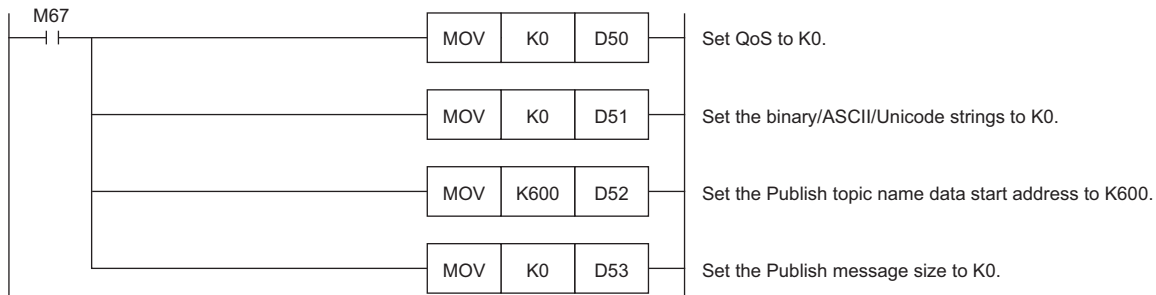 M67
MOV K0 D50 Set QoS to K0.
MOV K0 D51 Set the binary/ASCII/Unicode strings to K0.
MOV K600 D52 Set the Publish topic name data start address to K600.
MOV K0 D53 Set the Publish message size to K0.